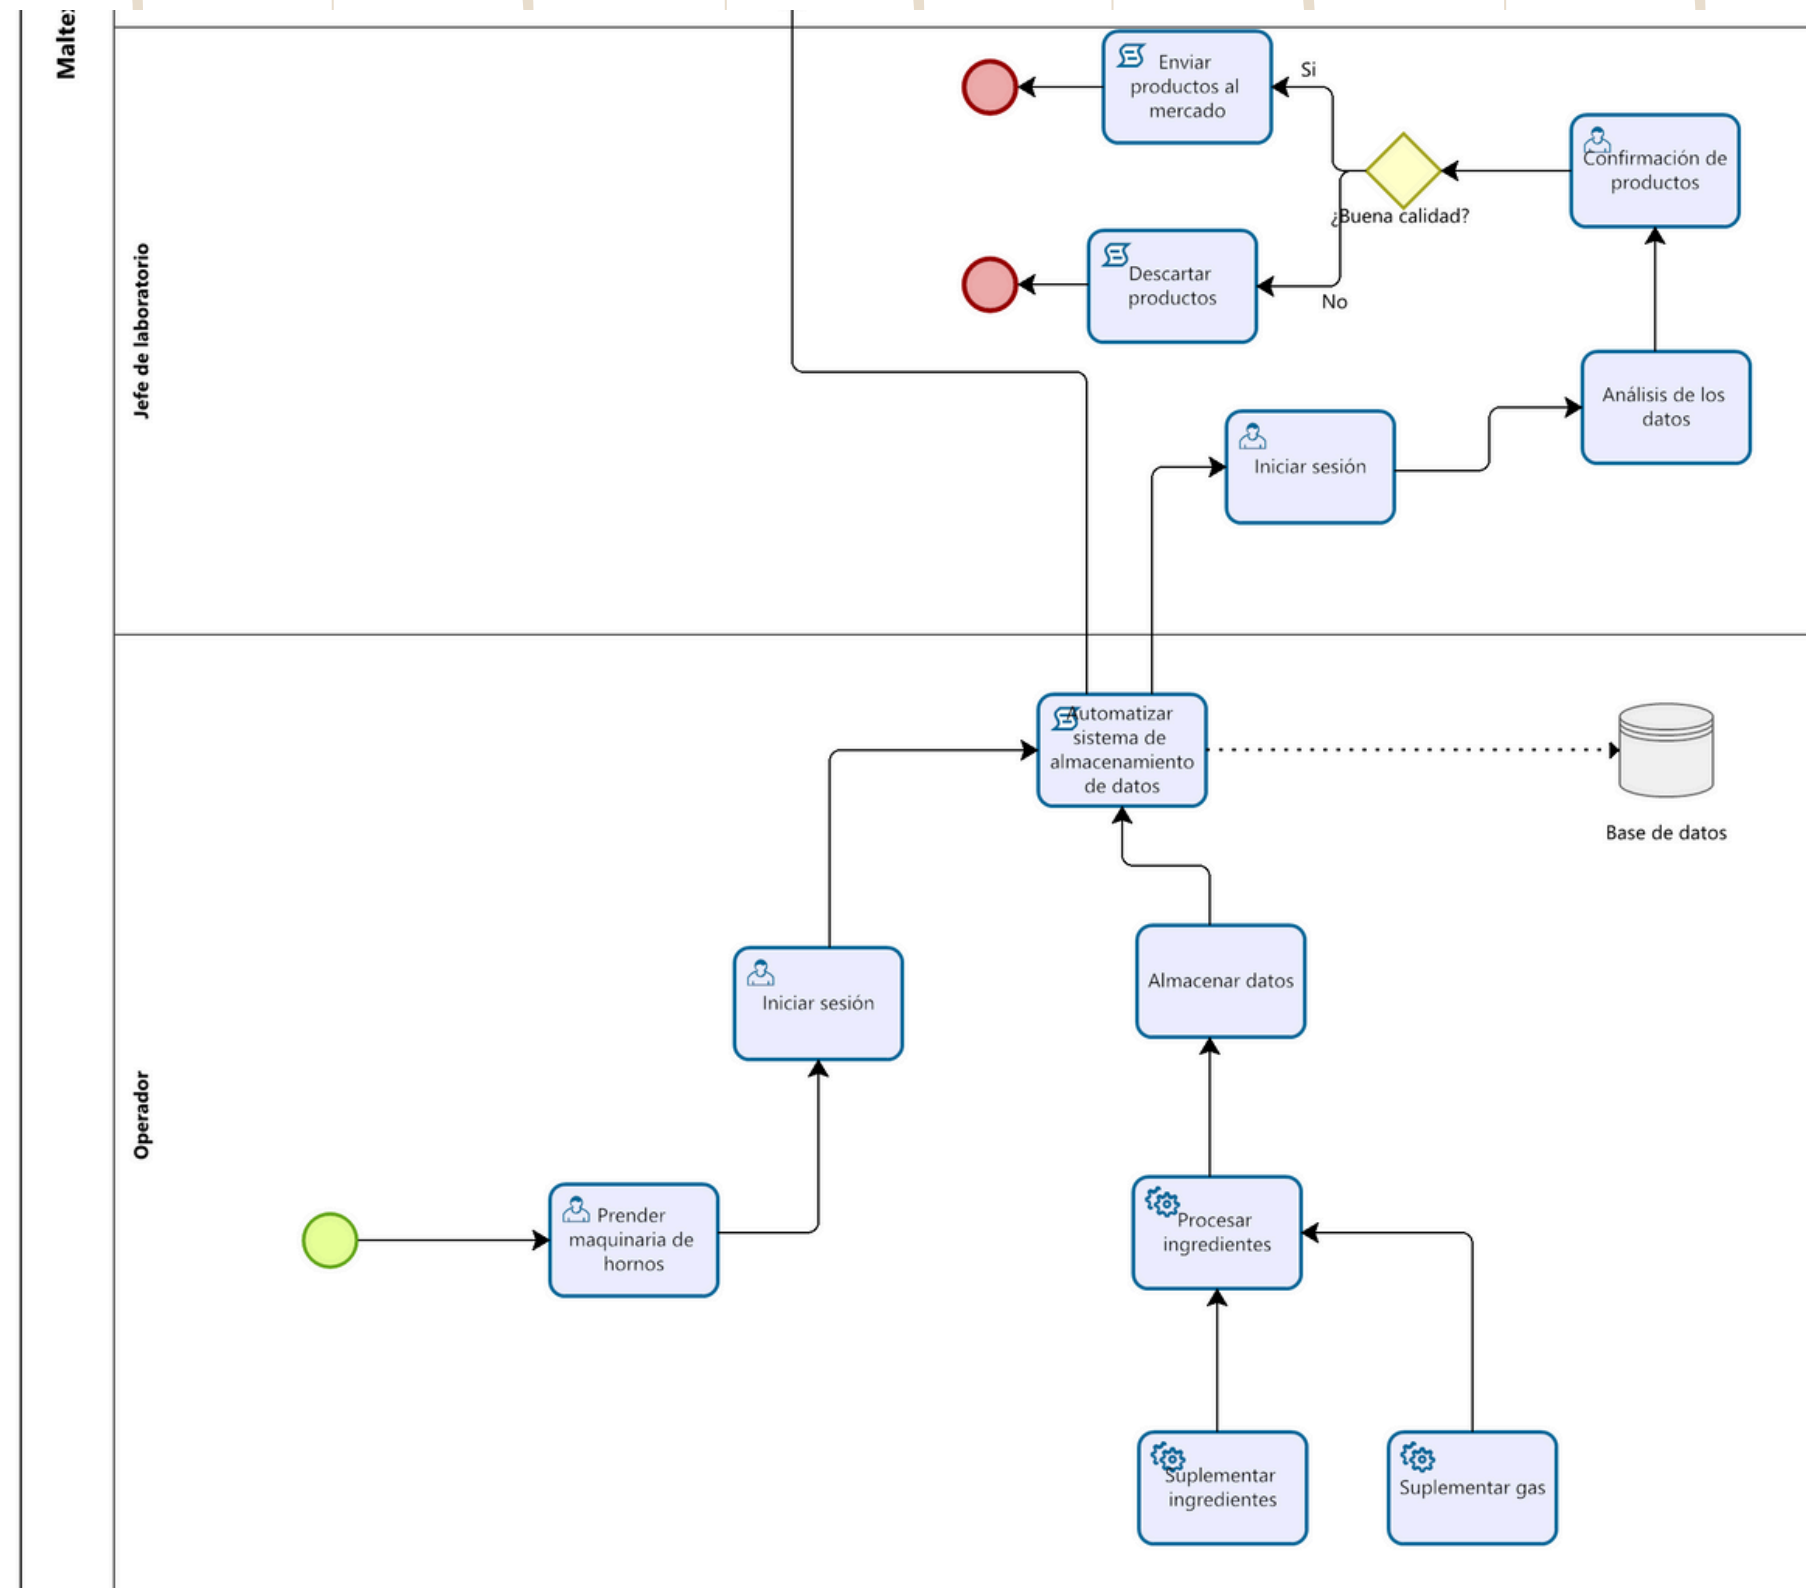 Jefe de laboratorio
Enviar
productos al
mercado
Si
Confirmación de
productos
¿Buena calidad?
Descartar
productos
No
Análisis de los
datos
Iniciar sesión
Operador
Automatizar
sistema de
almacenamiento
de datos
Base de datos
Almacenar datos
Iniciar sesión
Procesar
ingredientes
Prender
maquinaria de
hornos
Suplementar
ingredientes
Suplementar gas